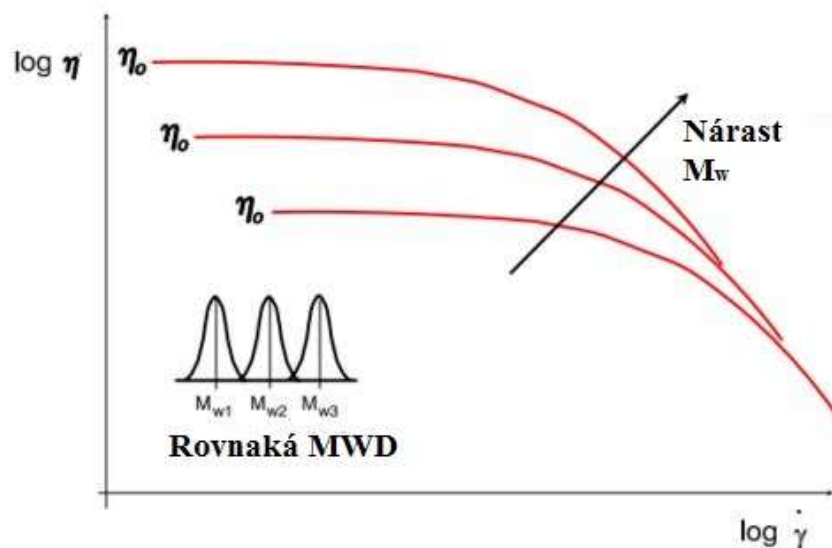 log η
η₀
η₀
η₀
Nárast
Mw
Mw1 Mw2 Mw3
Rovnaká MWD
log γ̇